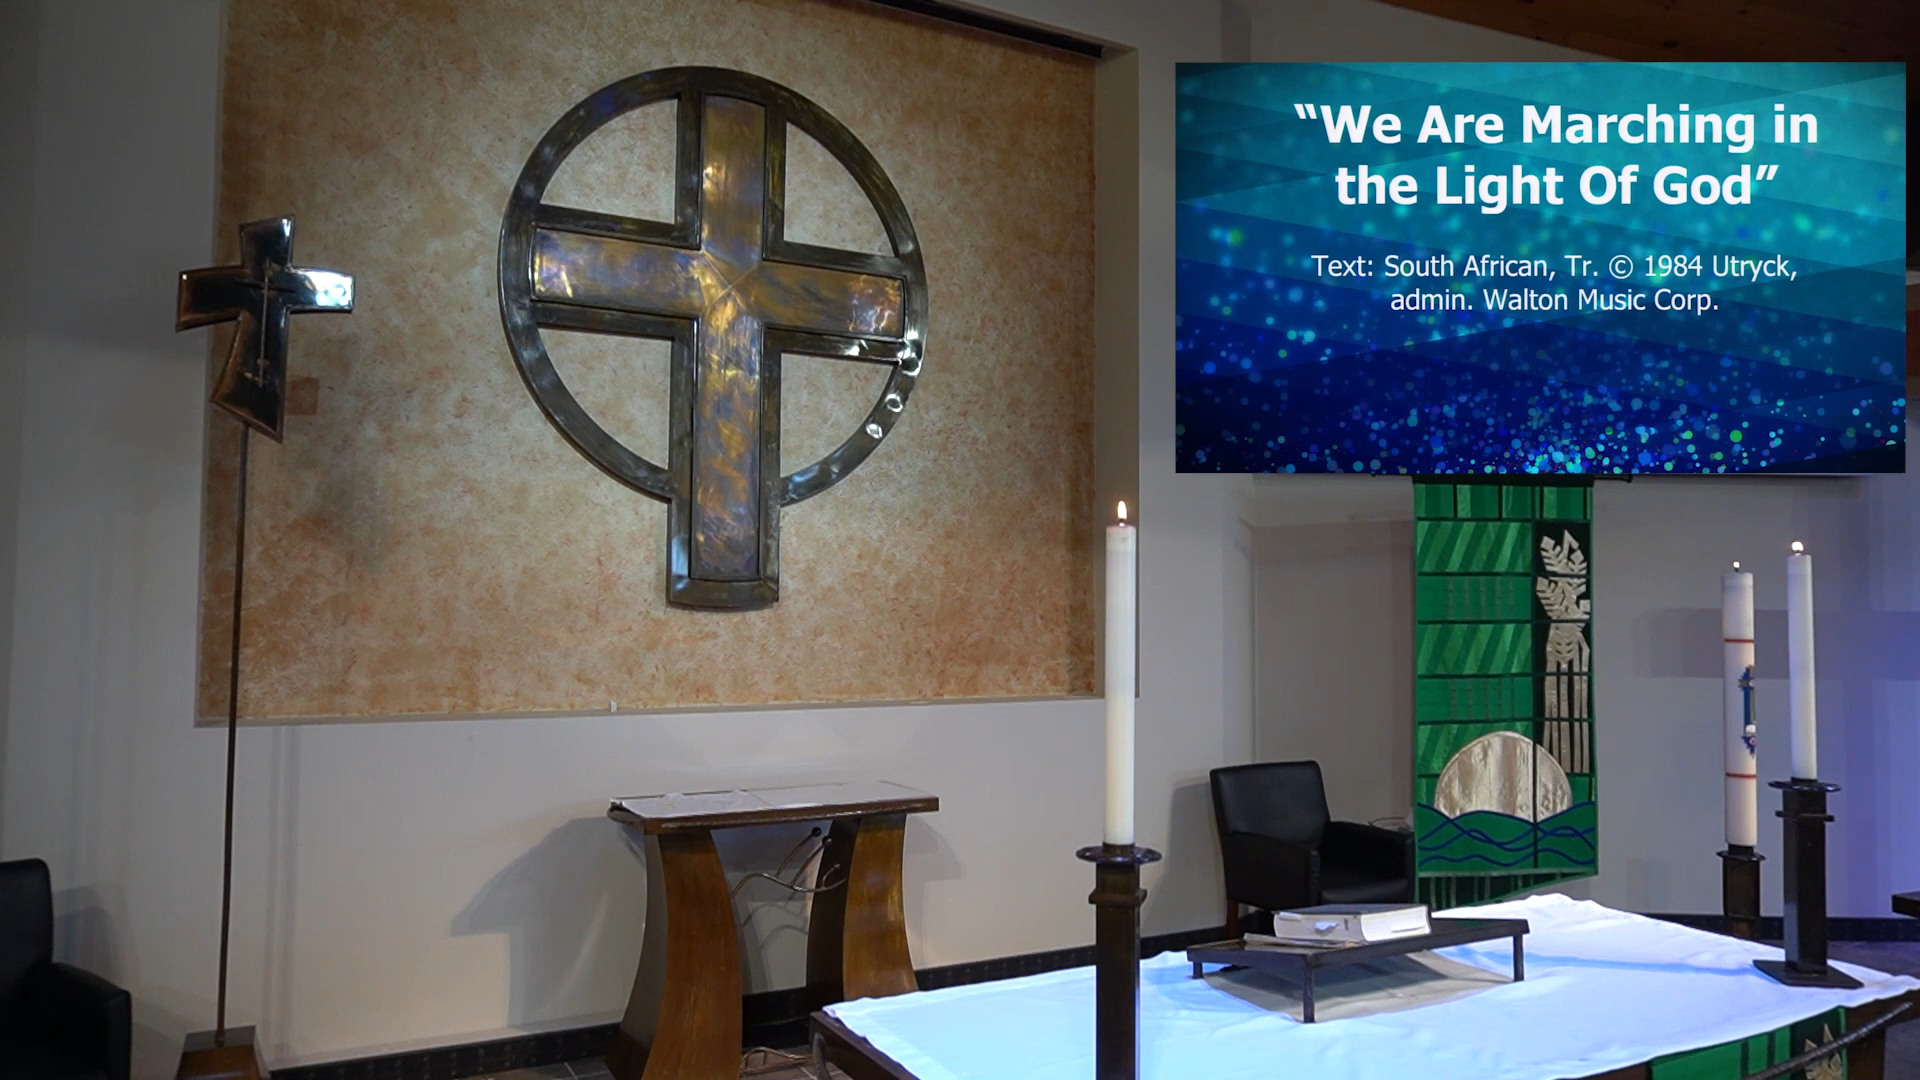 “We Are Marching in
the Light Of God”
Text: South African, Tr. © 1984 Utryck,
admin. Walton Music Corp.